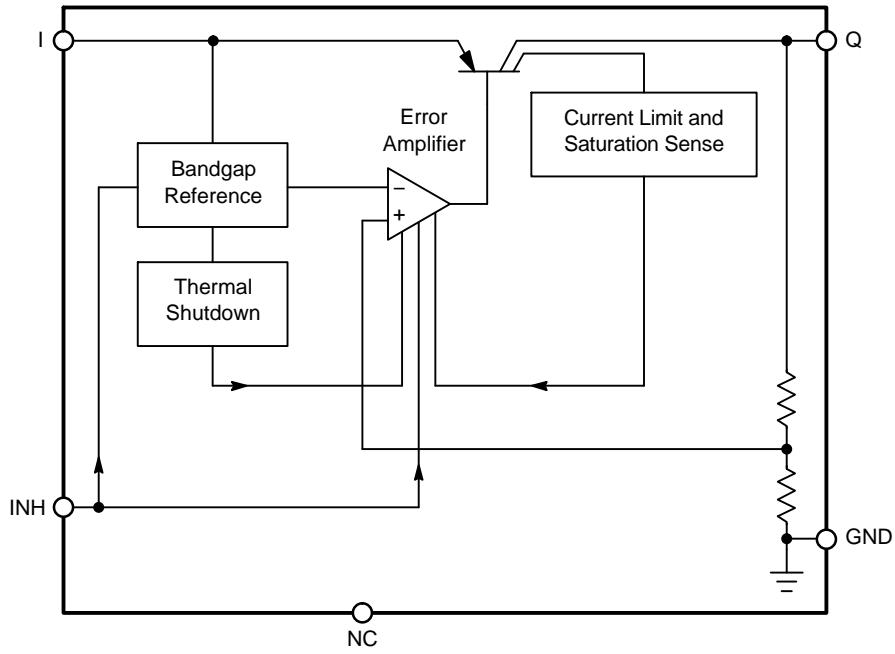 I
Q
Error
Amplifier
Current Limit and
Saturation Sense
Bandgap
Reference
−
+
Thermal
Shutdown
INH
GND
NC